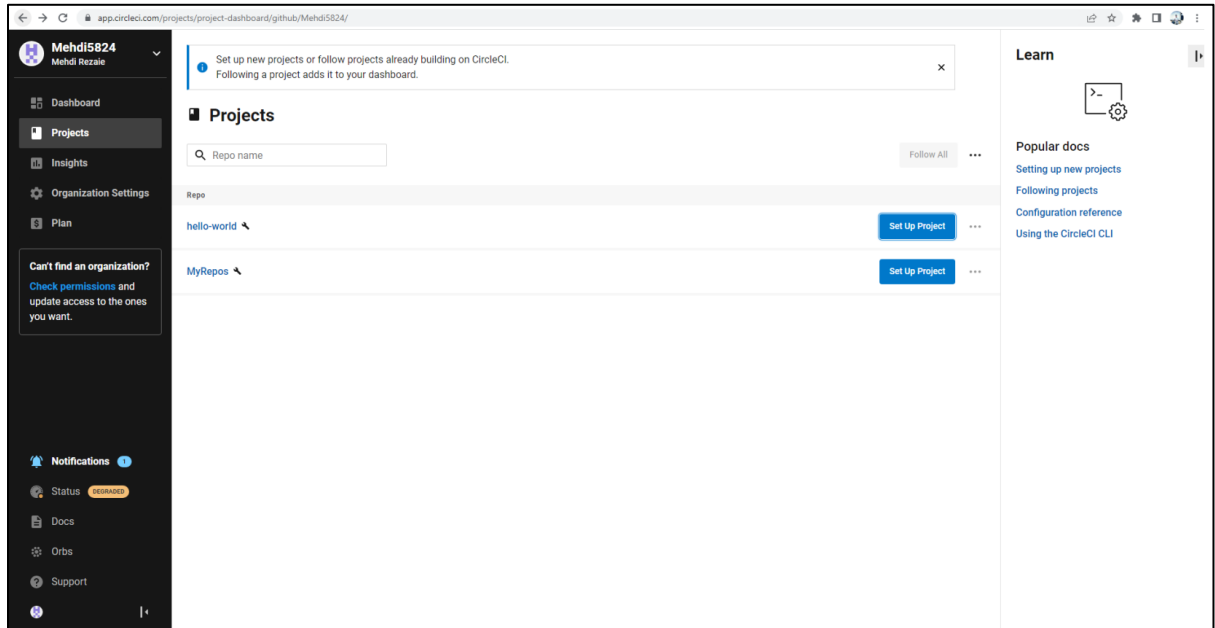 app.circleci.com/projects/project-dashboard/github/Mehdi5824/
Mehdi5824
Mehdi Rezaie
Dashboard
Projects
Insights
Organization Settings
Plan
Can't find an organization?
Check permissions and
update access to the ones
you want.
Notifications 1
Status DEGRADED
Docs
Orbs
Support
Set up new projects or follow projects already building on CircleCI.
Following a project adds it to your dashboard.
Projects
Repo name
Follow All
Repo
hello-world
Set Up Project
MyRepos
Set Up Project
Learn
Popular docs
Setting up new projects
Following projects
Configuration reference
Using the CircleCI CLI